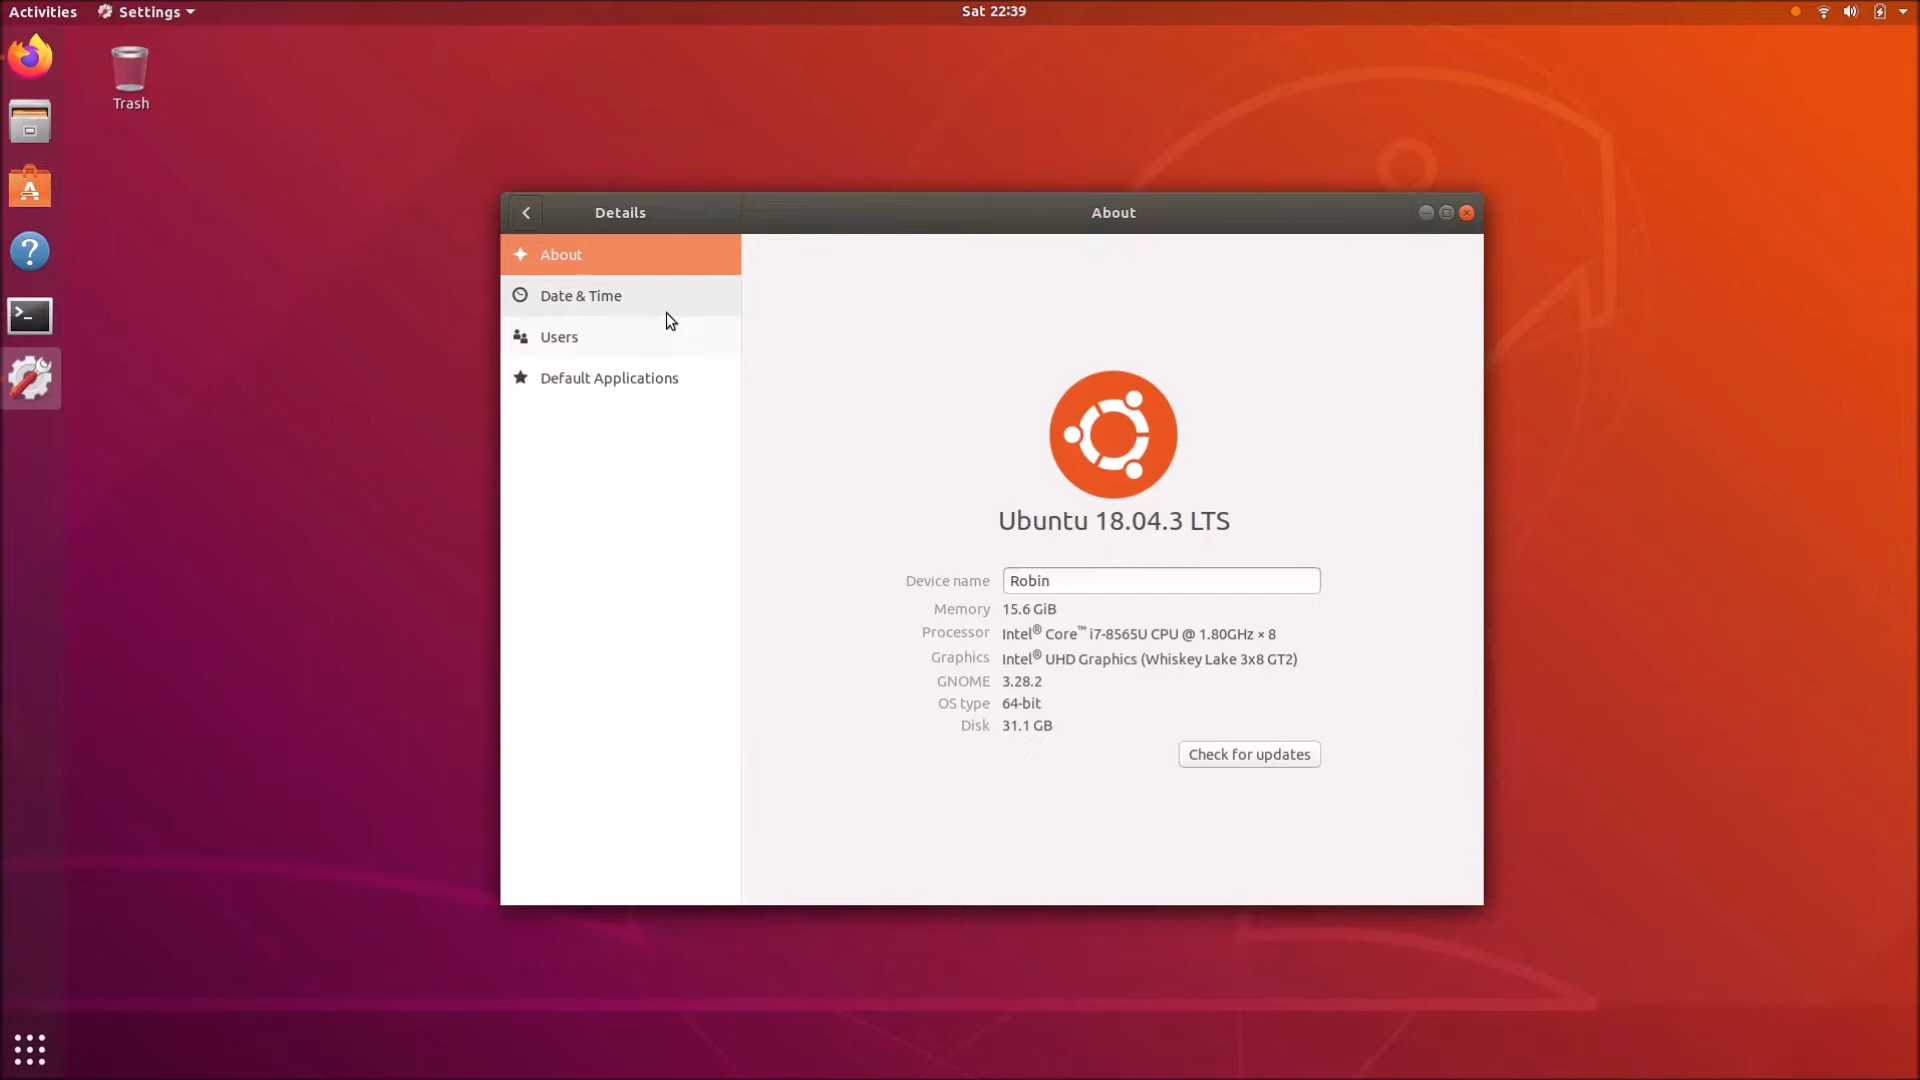 Activities Settings Sat 22:39
Trash
Details About
About
Date & Time
Users
Default Applications
Ubuntu 18.04.3 LTS
Device name Robin
Memory 15.6 GiB
Processor Intel® Core™ i7-8565U CPU @ 1.80GHz × 8
Graphics Intel® UHD Graphics (Whiskey Lake 3x8 GT2)
GNOME 3.28.2
OS type 64-bit
Disk 31.1 GB
Check for updates